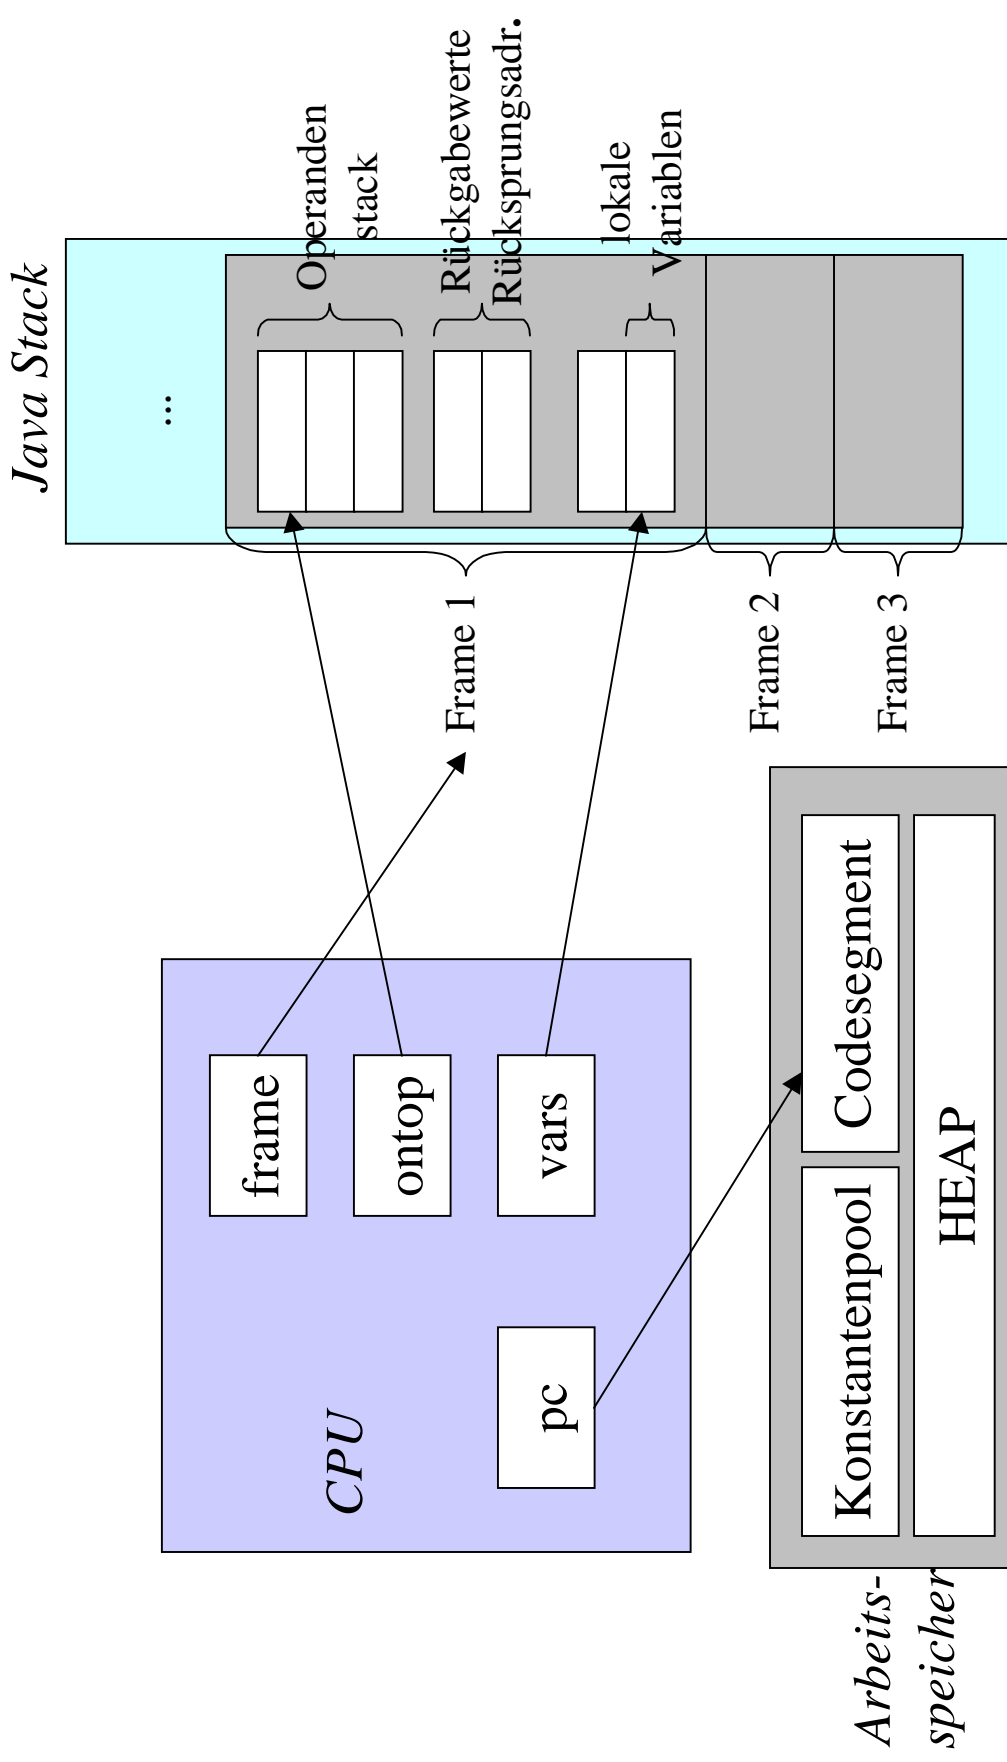 Java Stack
...
Operanden
stack
Rückgabewerte
Rücksprungsadr.
lokale
Variablen
Frame 1
Frame 2
Frame 3
CPU
frame
ontop
vars
pc
Arbeits-
speicher
Konstantenpool
Codesegment
HEAP